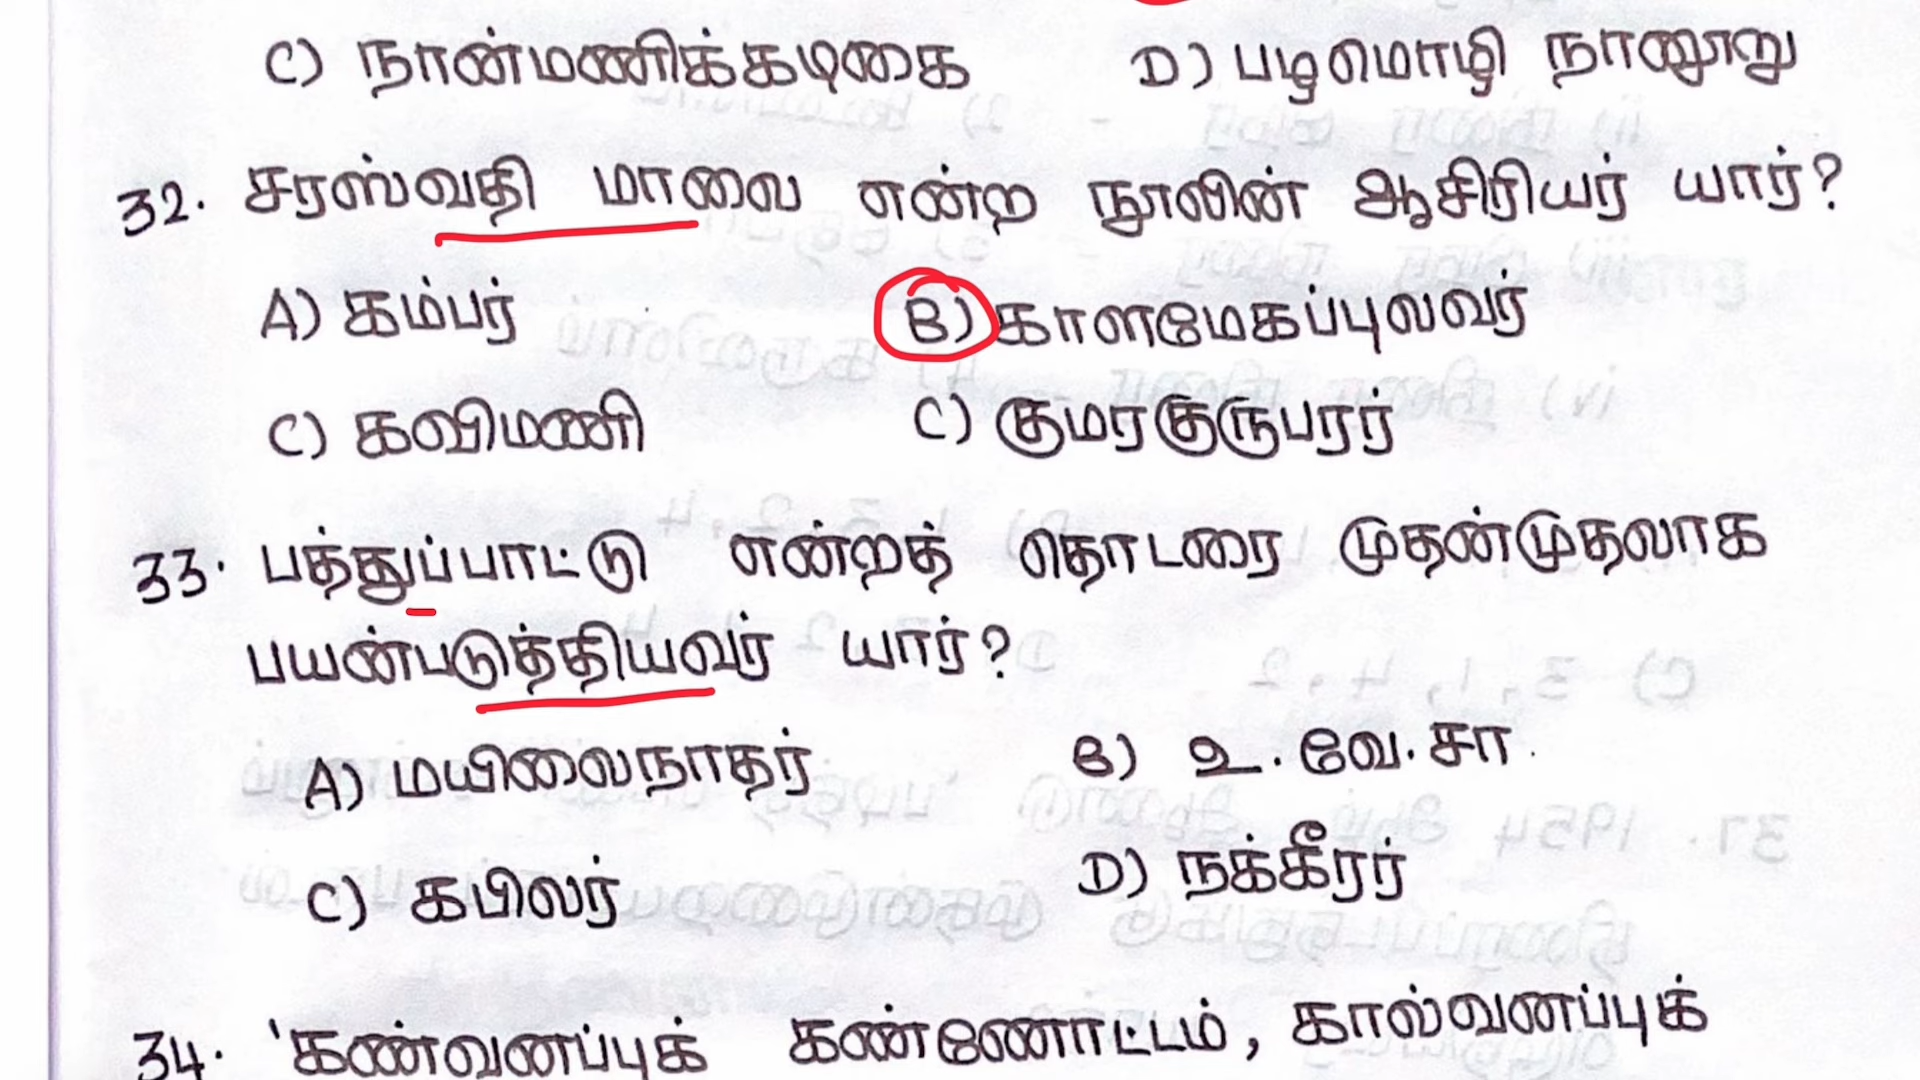 C) நான்மணிக்கடிகை D) பழமொழி நானூறு
32. சரஸ்வதி மாலை என்ற நூலின் ஆசிரியர் யார்?
A) கம்பர் B) காளமேகப்புலவர்
C) கவிமணி C) குமரகுருபரர்
33. பத்துப்பாட்டு என்றத் தொடரை முதன்முதலாக
பயன்படுத்தியவர் யார்?
A) மயிலைநாதர் B) உ.வே.சா.
C) கபிலர் D) நக்கீரர்
34. 'கண்வனப்புக் கண்ணோட்டம், கால்வனப்புக்